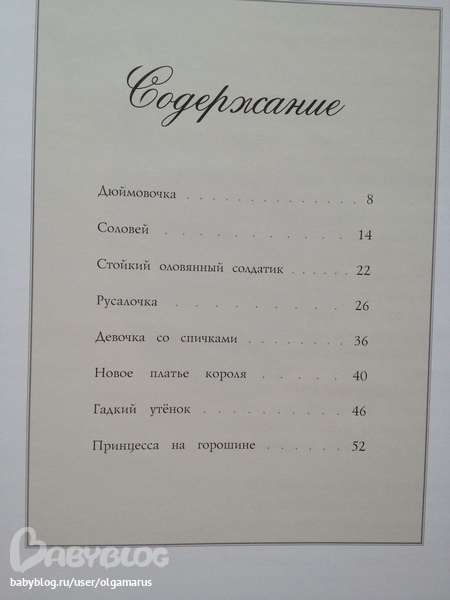 Содержание
Дюймовочка . . . . . . . . . . . . . . 8
Соловей . . . . . . . . . . . 14
Стойкий оловянный солдатик . . . . . . 22
Русалочка . . . . . . . . 26
Девочка со спичками . . . . . . . . 36
Новое платье короля . . . . . 40
Гадкий утёнок . . . . . . . . 46
Принцесса на горошине . . . . . . . 52
BABYBLOG
babyblog.ru/user/olgamarus